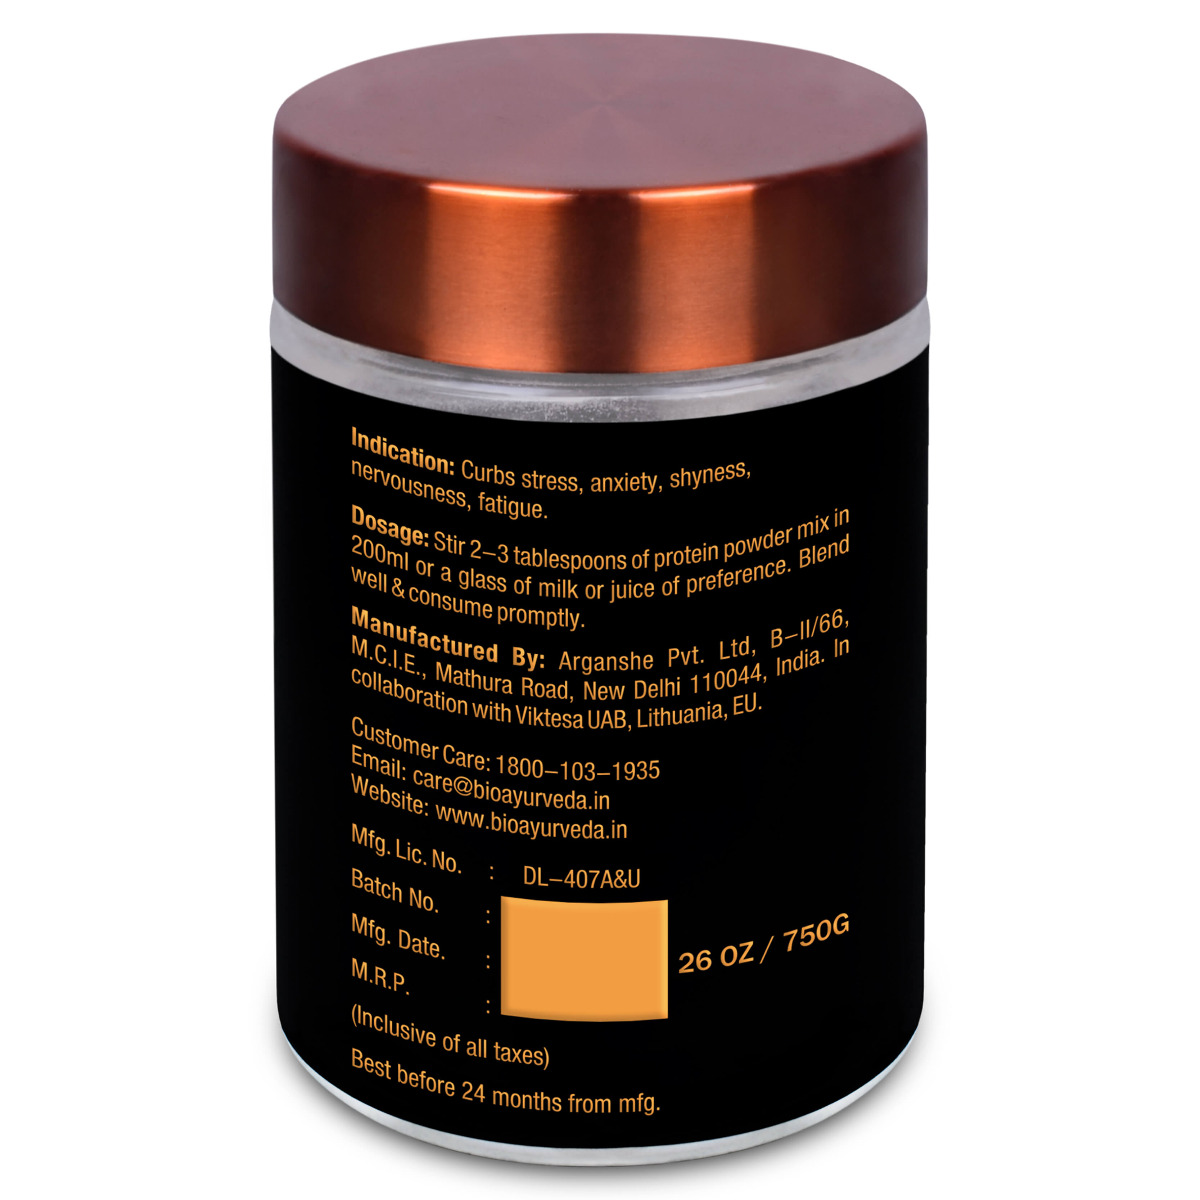 Indication: Curbs stress, anxiety, shyness,
nervousness, fatigue.
Dosage: Stir 2–3 tablespoons of protein powder mix in
200ml or a glass of milk or juice of preference. Blend
well & consume promptly.
Manufactured By: Arganshe Pvt. Ltd, B–II/66,
M.C.I.E., Mathura Road, New Delhi 110044, India. In
collaboration with Viktesa UAB, Lithuania, EU.
Customer Care: 1800–103–1935
Email: care@bioayurveda.in
Website: www.bioayurveda.in
Mfg. Lic. No. : DL–407A&U
Batch No. :
Mfg. Date. :
M.R.P. :
26 OZ / 750G
(Inclusive of all taxes)
Best before 24 months from mfg.